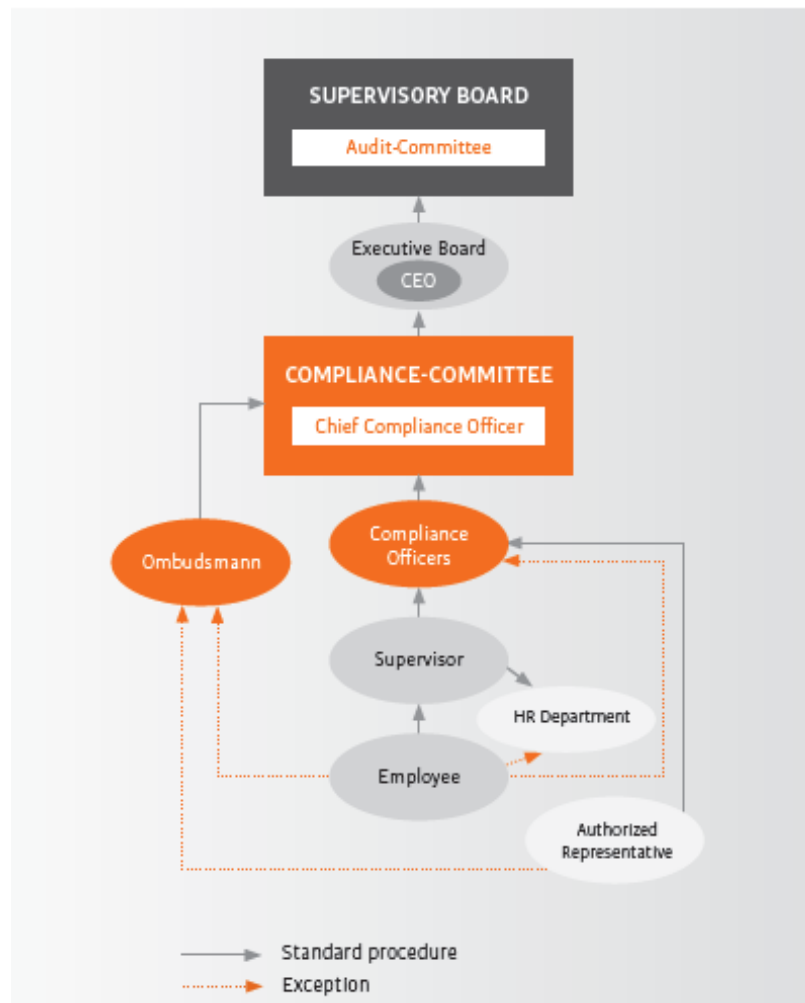 SUPERVISORY BOARD
Audit-Committee
Executive Board
CEO
COMPLIANCE-COMMITTEE
Chief Compliance Officer
Compliance
Officers
Ombudsmann
Supervisor
HR Department
Employee
Authorized
Representative
Standard procedure
Exception